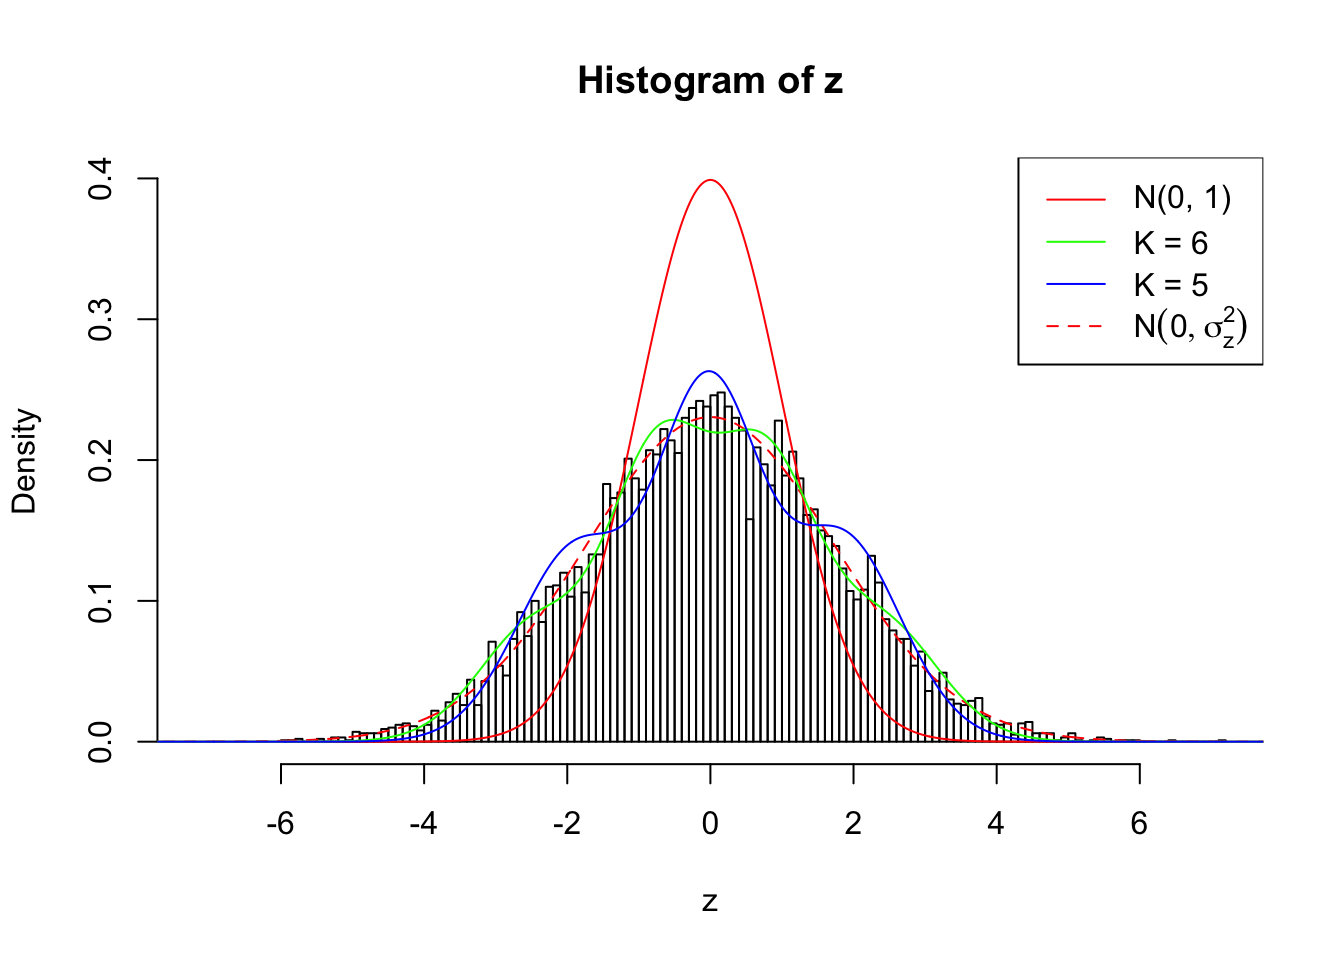 Histogram of z
N(0, 1)
K = 6
K = 5
N(0, σz²)
Density
0.4
0.3
0.2
0.1
0.0
-6 -4 -2 0 2 4 6
z